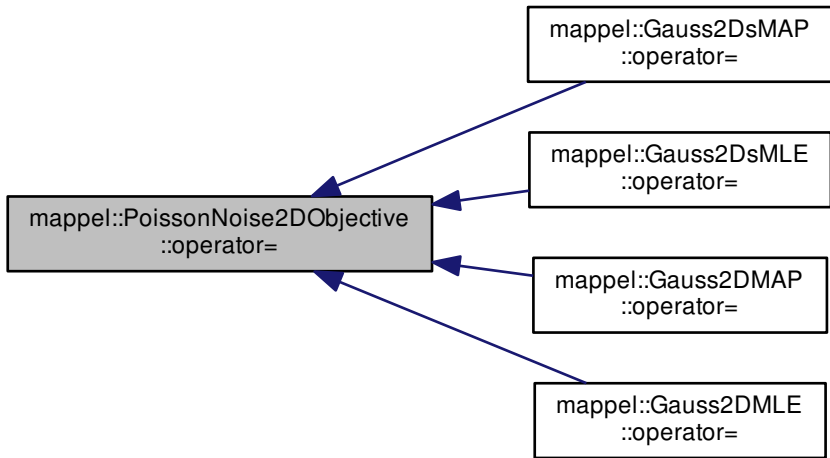 mappel::Gauss2DsMAP
::operator=
mappel::Gauss2DsMLE
::operator=
mappel::PoissonNoise2DObjective
::operator=
mappel::Gauss2DMAP
::operator=
mappel::Gauss2DMLE
::operator=